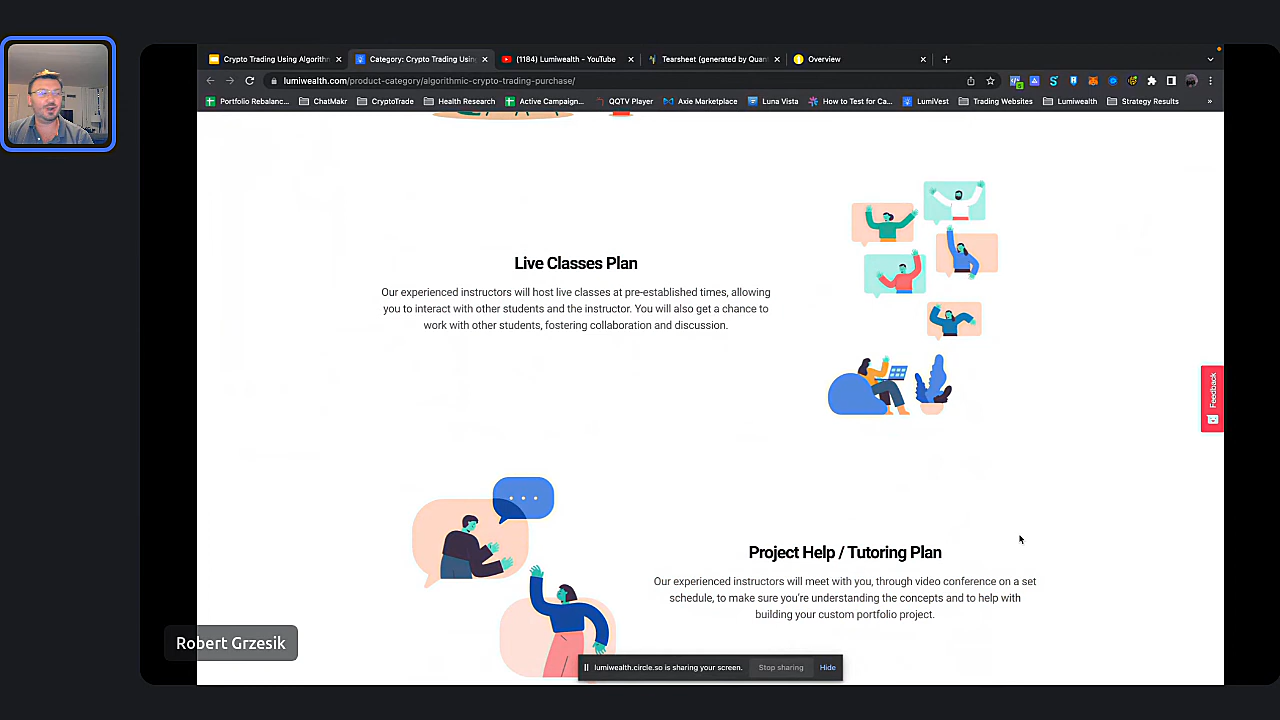 Crypto Trading Using Algorithm
Category: Crypto Trading Usin
(1184) Lumiwealth - YouTube
Tearsheet (generated by Quan
Overview
lumiwealth.com/product-category/algorithmic-crypto-trading-purchase/
Portfolio Rebalanc...
ChatMakr
CryptoTrade
Health Research
Active Campaign...
QQTV Player
Axie Marketplace
Luna Vista
How to Test for Ca...
LumiVest
Trading Websites
Lumiwealth
Strategy Results
»
Live Classes Plan
Our experienced instructors will host live classes at pre-established times, allowing
you to interact with other students and the instructor. You will also get a chance to
work with other students, fostering collaboration and discussion.
Feedback
Project Help / Tutoring Plan
Our experienced instructors will meet with you, through video conference on a set
schedule, to make sure you're understanding the concepts and to help with
building your custom portfolio project.
Robert Grzesik
lumiwealth.circle.so is sharing your screen.
Stop sharing
Hide